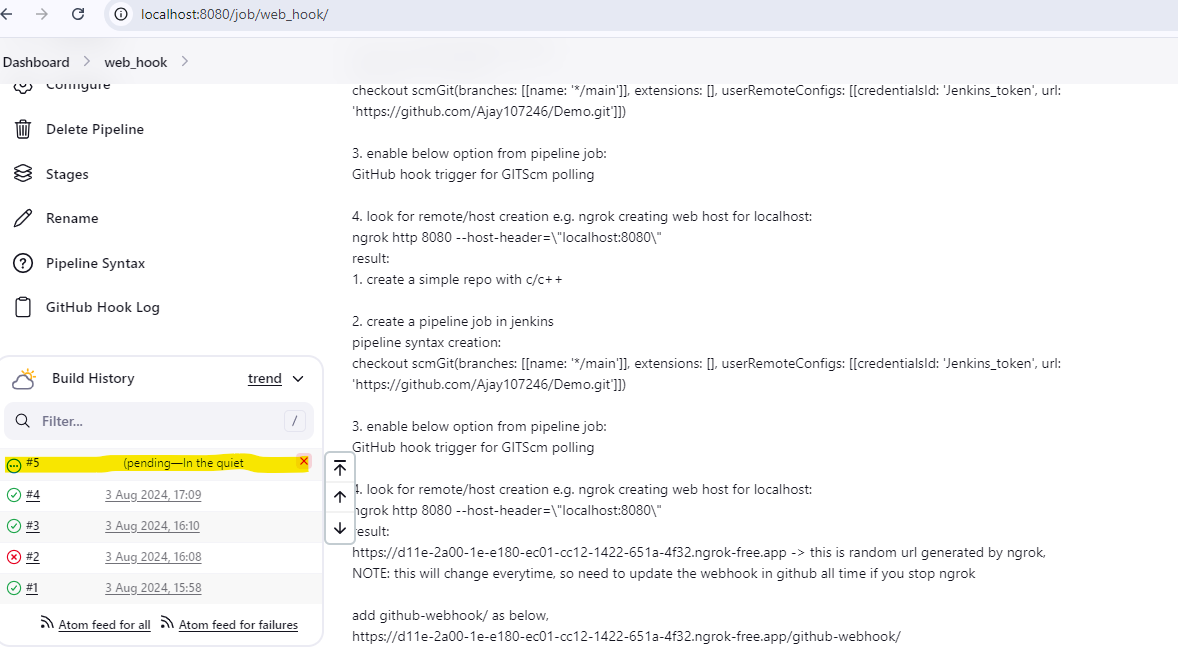 localhost:8080/job/web_hook/
Dashboard > web_hook >
Configure
Delete Pipeline
Stages
Rename
Pipeline Syntax
GitHub Hook Log
Build History trend
Filter... /
#5 (pending—In the quiet
#4 3 Aug 2024, 17:09
#3 3 Aug 2024, 16:10
#2 3 Aug 2024, 16:08
#1 3 Aug 2024, 15:58
Atom feed for all Atom feed for failures
checkout scmGit(branches: [[name: '*/main']], extensions: [], userRemoteConfigs: [[credentialsId: 'Jenkins_token', url:
'https://github.com/Ajay107246/Demo.git']])
3. enable below option from pipeline job:
GitHub hook trigger for GITScm polling
4. look for remote/host creation e.g. ngrok creating web host for localhost:
ngrok http 8080 --host-header=\"localhost:8080\"
result:
1. create a simple repo with c/c++
2. create a pipeline job in jenkins
pipeline syntax creation:
checkout scmGit(branches: [[name: '*/main']], extensions: [], userRemoteConfigs: [[credentialsId: 'Jenkins_token', url:
'https://github.com/Ajay107246/Demo.git']])
3. enable below option from pipeline job:
GitHub hook trigger for GITScm polling
4. look for remote/host creation e.g. ngrok creating web host for localhost:
ngrok http 8080 --host-header=\"localhost:8080\"
result:
https://d11e-2a00-1e-e180-ec01-cc12-1422-651a-4f32.ngrok-free.app -> this is random url generated by ngrok,
NOTE: this will change everytime, so need to update the webhook in github all time if you stop ngrok
add github-webhook/ as below,
https://d11e-2a00-1e-e180-ec01-cc12-1422-651a-4f32.ngrok-free.app/github-webhook/